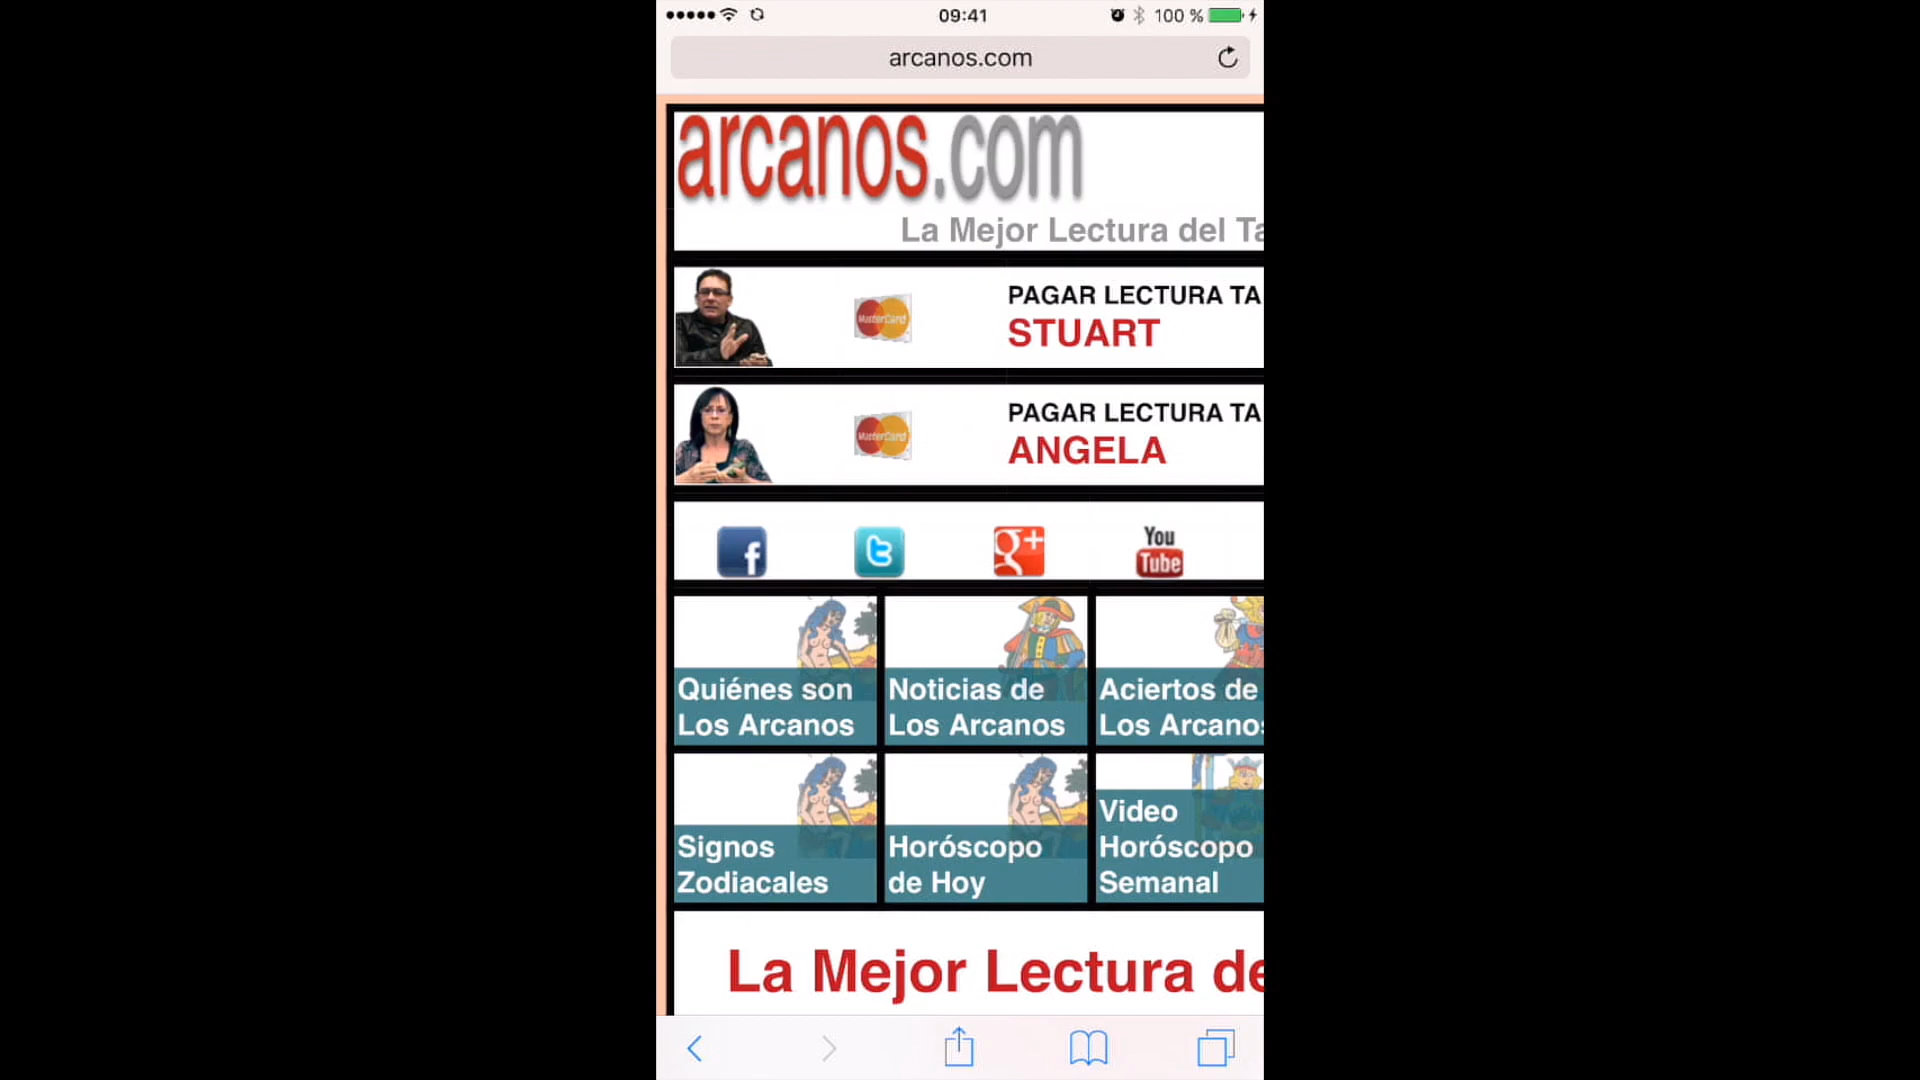 09:41
100 %
arcanos.com
arcanos.com
La Mejor Lectura del Ta
MasterCard
PAGAR LECTURA TA
STUART
MasterCard
PAGAR LECTURA TA
ANGELA
f
t
g+
You
Tube
Quiénes son
Los Arcanos
Noticias de
Los Arcanos
Aciertos de
Los Arcanos
Signos
Zodiacales
Horóscopo
de Hoy
Video
Horóscopo
Semanal
La Mejor Lectura de